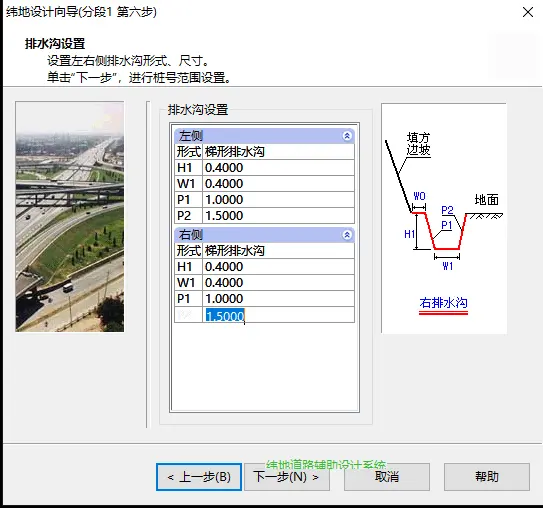 纬地设计向导(分段1 第六步)
排水沟设置
设置左右侧排水沟形式、尺寸。
单击“下一步”，进行桩号范围设置。
排水沟设置
左侧
形式 梯形排水沟
H1 0.4000
W1 0.4000
P1 1.0000
P2 1.5000
右侧
形式 梯形排水沟
H1 0.4000
W1 0.4000
P1 1.0000
1.5000
填方
边坡
W0
地面
P2
P1
H1
W1
右排水沟
纬地道路辅助设计系统
< 上一步(B)
下一步(N) >
取消
帮助